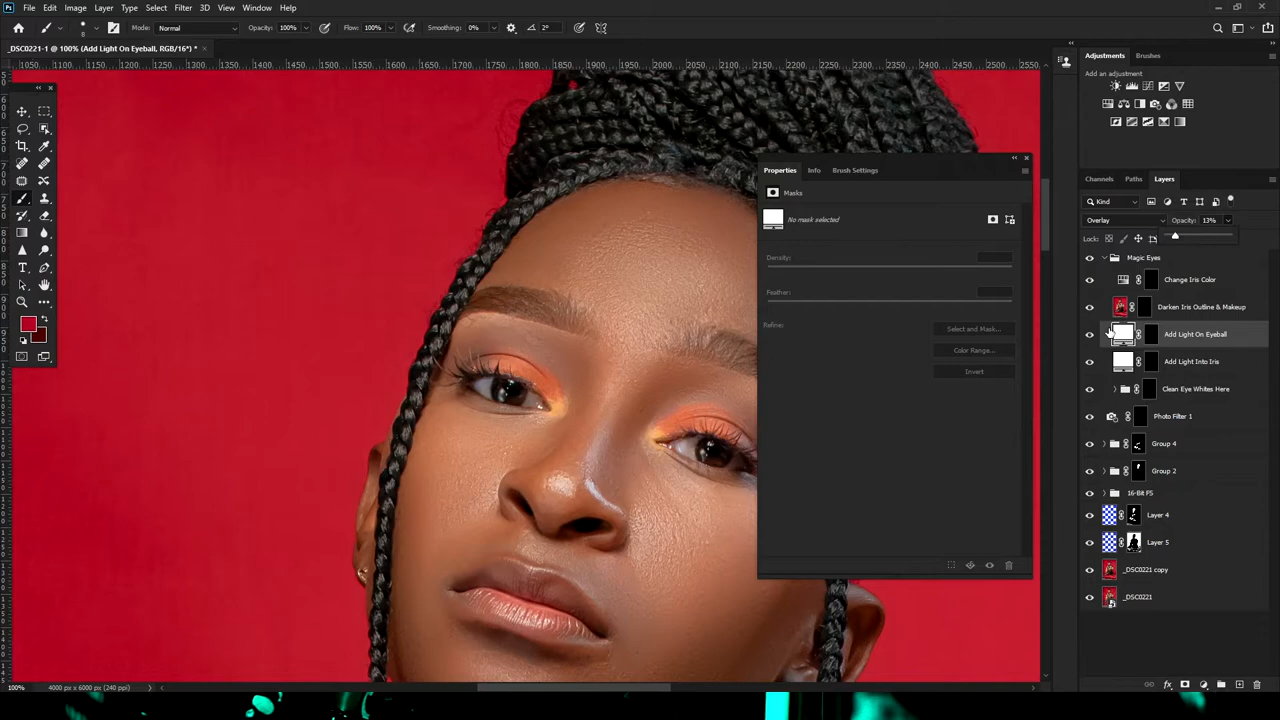 File Edit Image Layer Type Select Filter 3D View Window Help
Mode: Normal Opacity: 100% Flow: 100% Smoothing: 0% 2°
8
_DSC0221-1 @ 100% (Add Light On Eyeball, RGB/16*) *
1050 1100 1150 1200 1250 1300 1350 1400 1450 1500 1550 1600 1650 1700 1750 1800 1850 1900 1950 2000 2050 2100 2150 2200 2250 2300 2350 2400 2450 2500 2550
Properties Info Brush Settings
Masks
No mask selected
Density:
Feather:
Refine:
Select and Mask...
Color Range...
Invert
Adjustments Brushes
Add an adjustment
Channels Paths Layers
Kind
Overlay Opacity: 13%
Lock:
Magic Eyes
Change Iris Color
Darken Iris Outline & Makeup
Add Light On Eyeball
Add Light Into Iris
Clean Eye Whites Here
Photo Filter 1
Group 4
Group 2
16-Bit FS
Layer 4
Layer 5
_DSC0221 copy
_DSC0221
100% 4000 px x 6000 px (240 ppi)